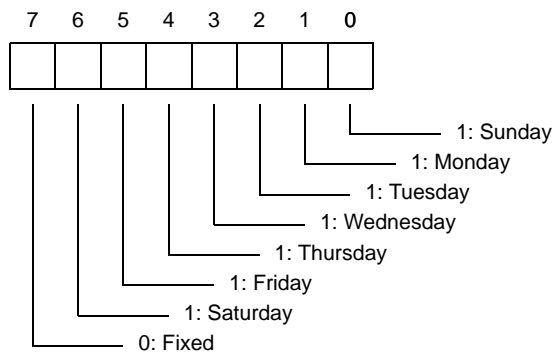 7 6 5 4 3 2 1 0
1: Sunday
1: Monday
1: Tuesday
1: Wednesday
1: Thursday
1: Friday
1: Saturday
0: Fixed